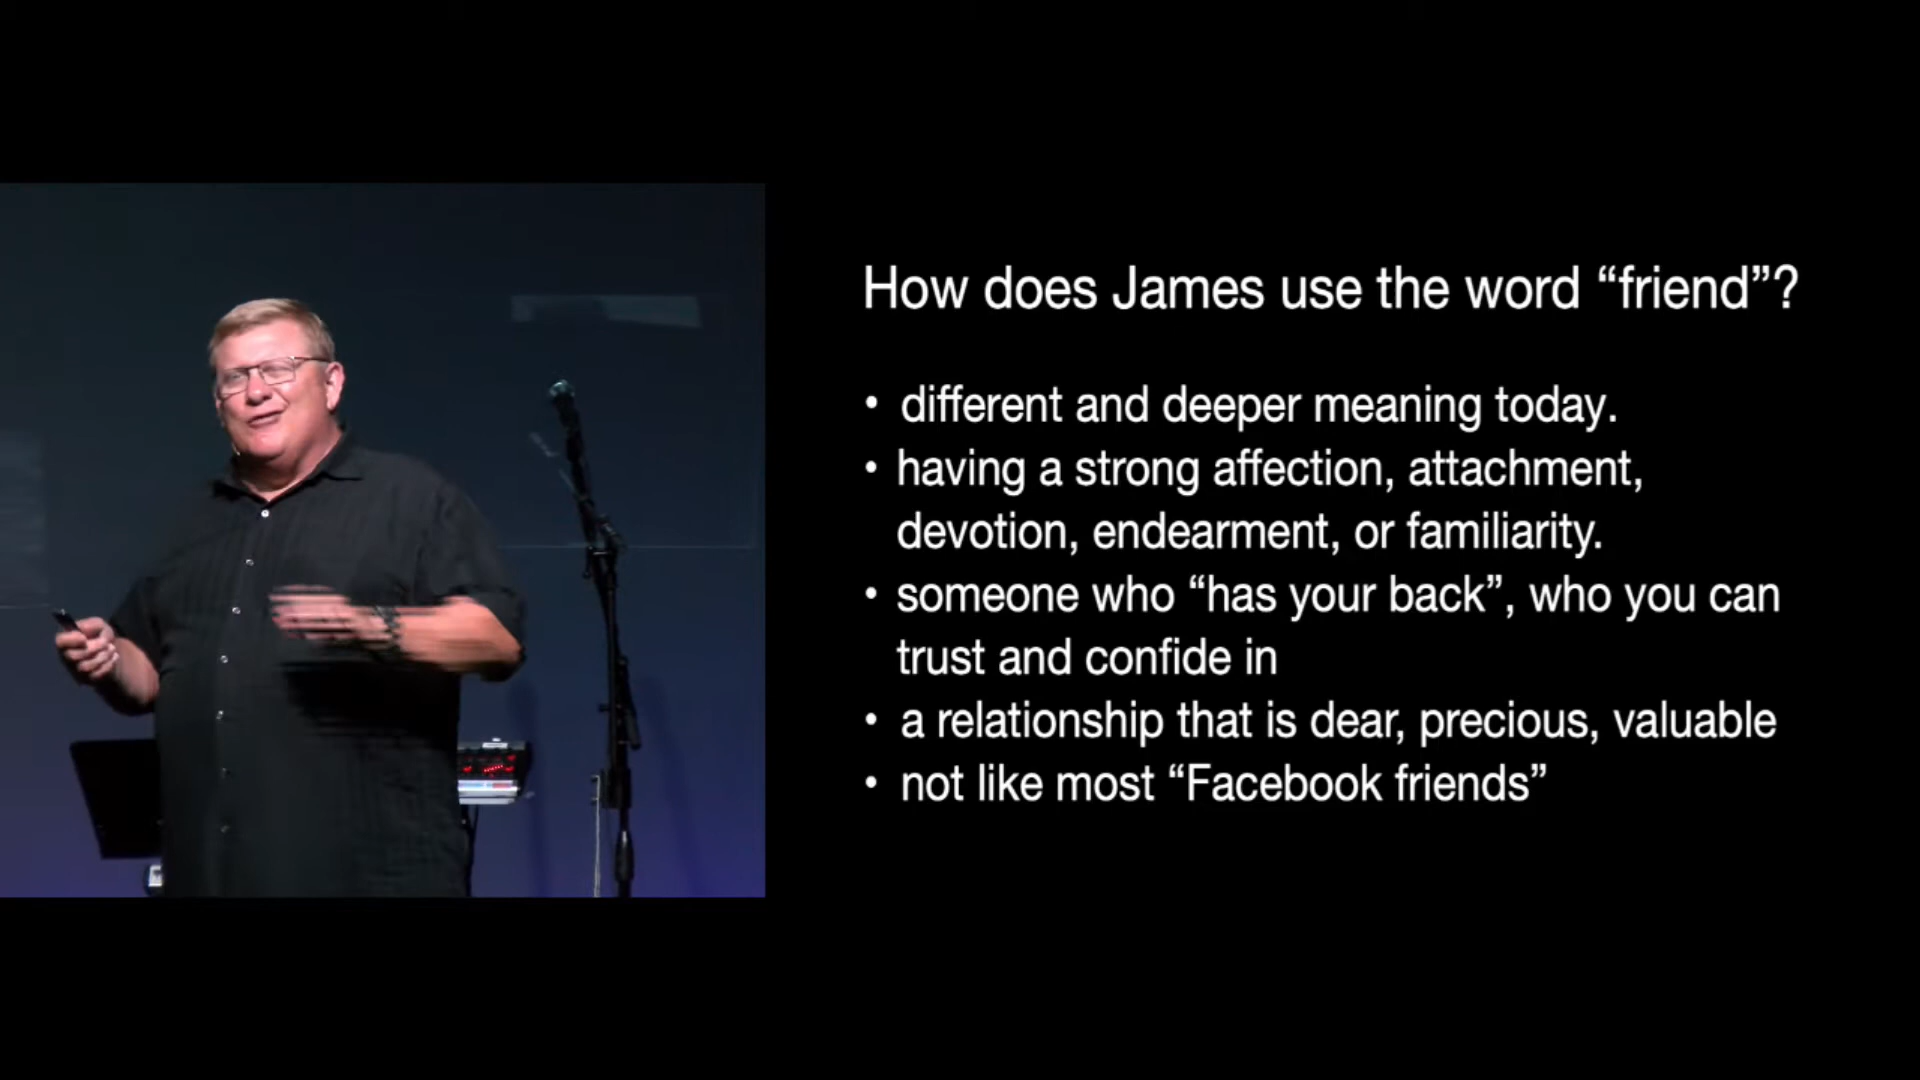 How does James use the word “friend”?
• different and deeper meaning today.
• having a strong affection, attachment,
devotion, endearment, or familiarity.
• someone who “has your back”, who you can
trust and confide in
• a relationship that is dear, precious, valuable
• not like most “Facebook friends”